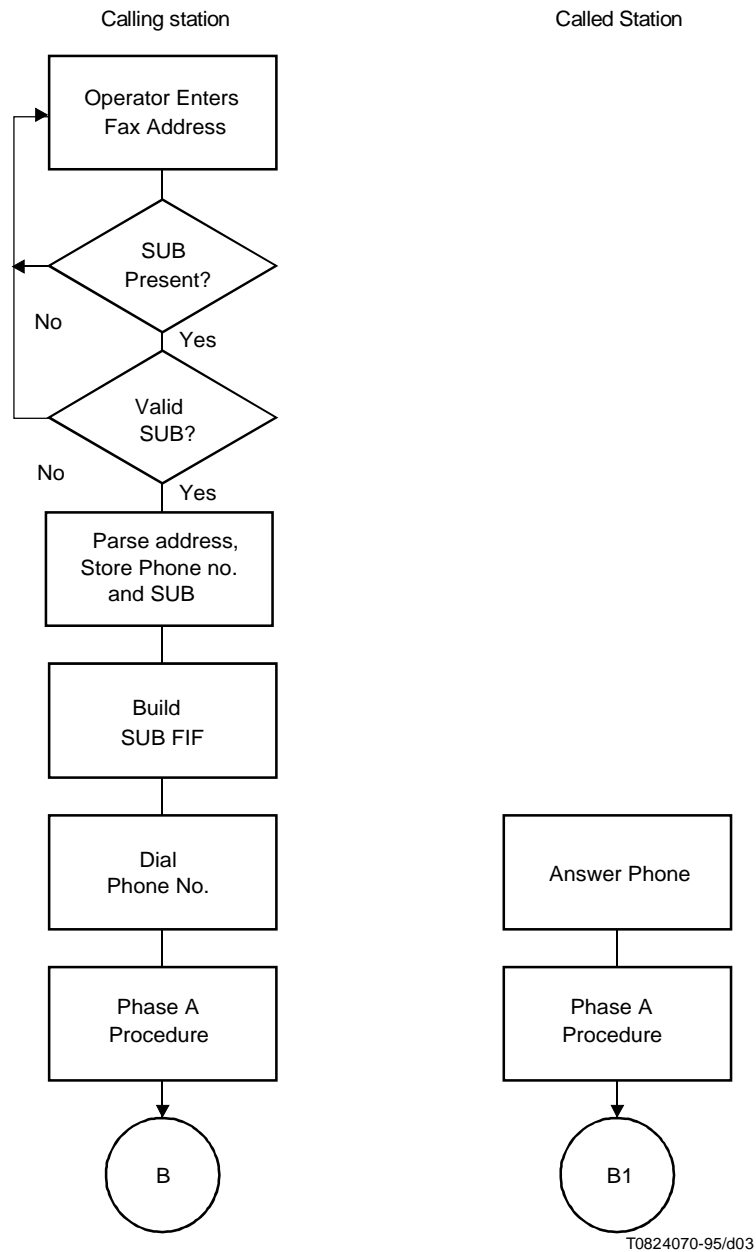 Calling station
Called Station
Operator Enters
Fax Address
SUB
Present?
No
Yes
Valid
SUB?
No
Yes
Parse address,
Store Phone no.
and SUB
Build
SUB FIF
Dial
Phone No.
Answer Phone
Phase A
Procedure
Phase A
Procedure
B
B1
T0824070-95/d03